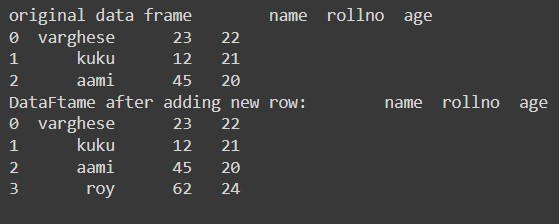 original data frame        name  rollno  age
0  varghese      23   22
1      kuku      12   21
2      aami      45   20
DataFtame after adding new row:        name  rollno  age
0  varghese      23   22
1      kuku      12   21
2      aami      45   20
3       roy      62   24